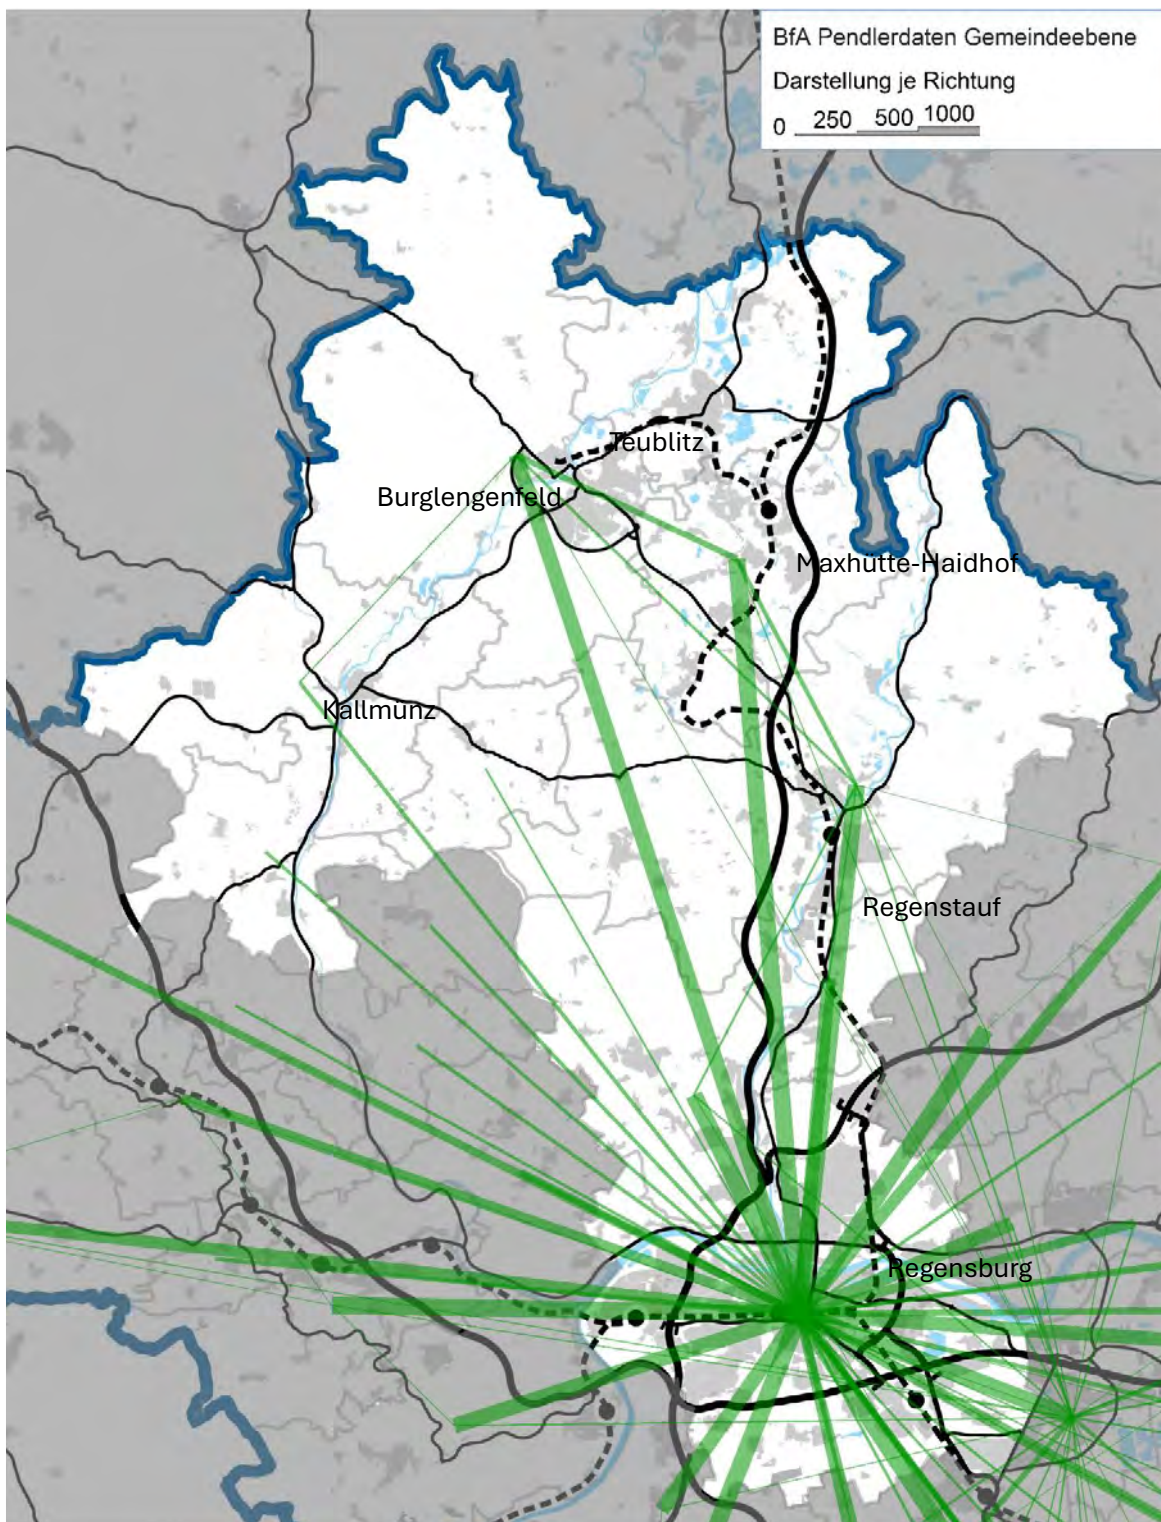 BfA Pendlerdaten Gemeindeebene
Darstellung je Richtung
0 250 500 1000
Teublitz
Burglengenfeld
Maxhütte-Haidhof
Kallmünz
Regenstauf
Regensburg